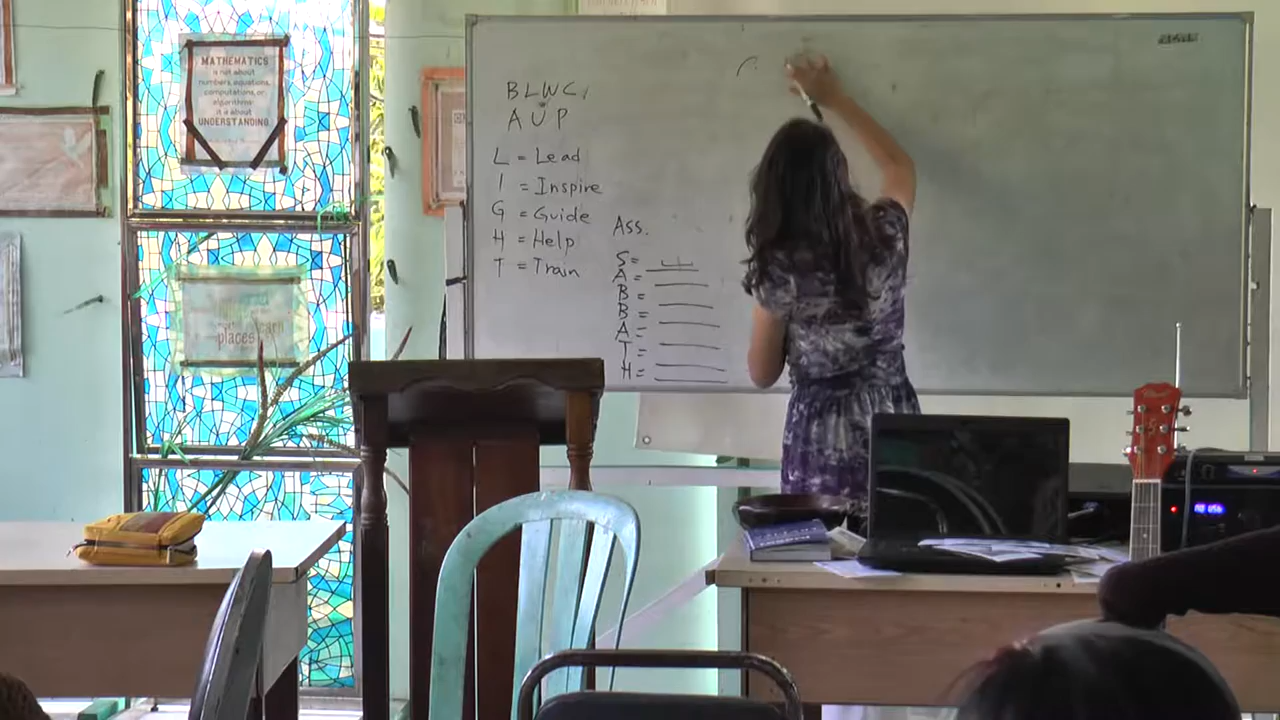 MATHEMATICS
is not about
numbers, equations,
computations, or
algorithms:
it is about
UNDERSTANDING.
places
BLWC,
AUP
L = Lead
I = Inspire
G = Guide
H = Help
T = Train
Ass.
S =
A =
B =
B =
A =
T =
H =